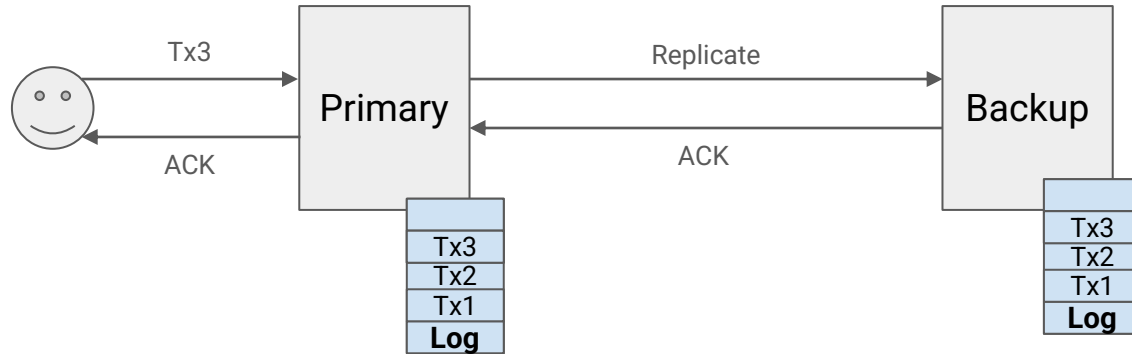 Tx3
Replicate
Primary
Backup
ACK
ACK
Tx3
Tx2
Tx1
Log
Tx3
Tx2
Tx1
Log